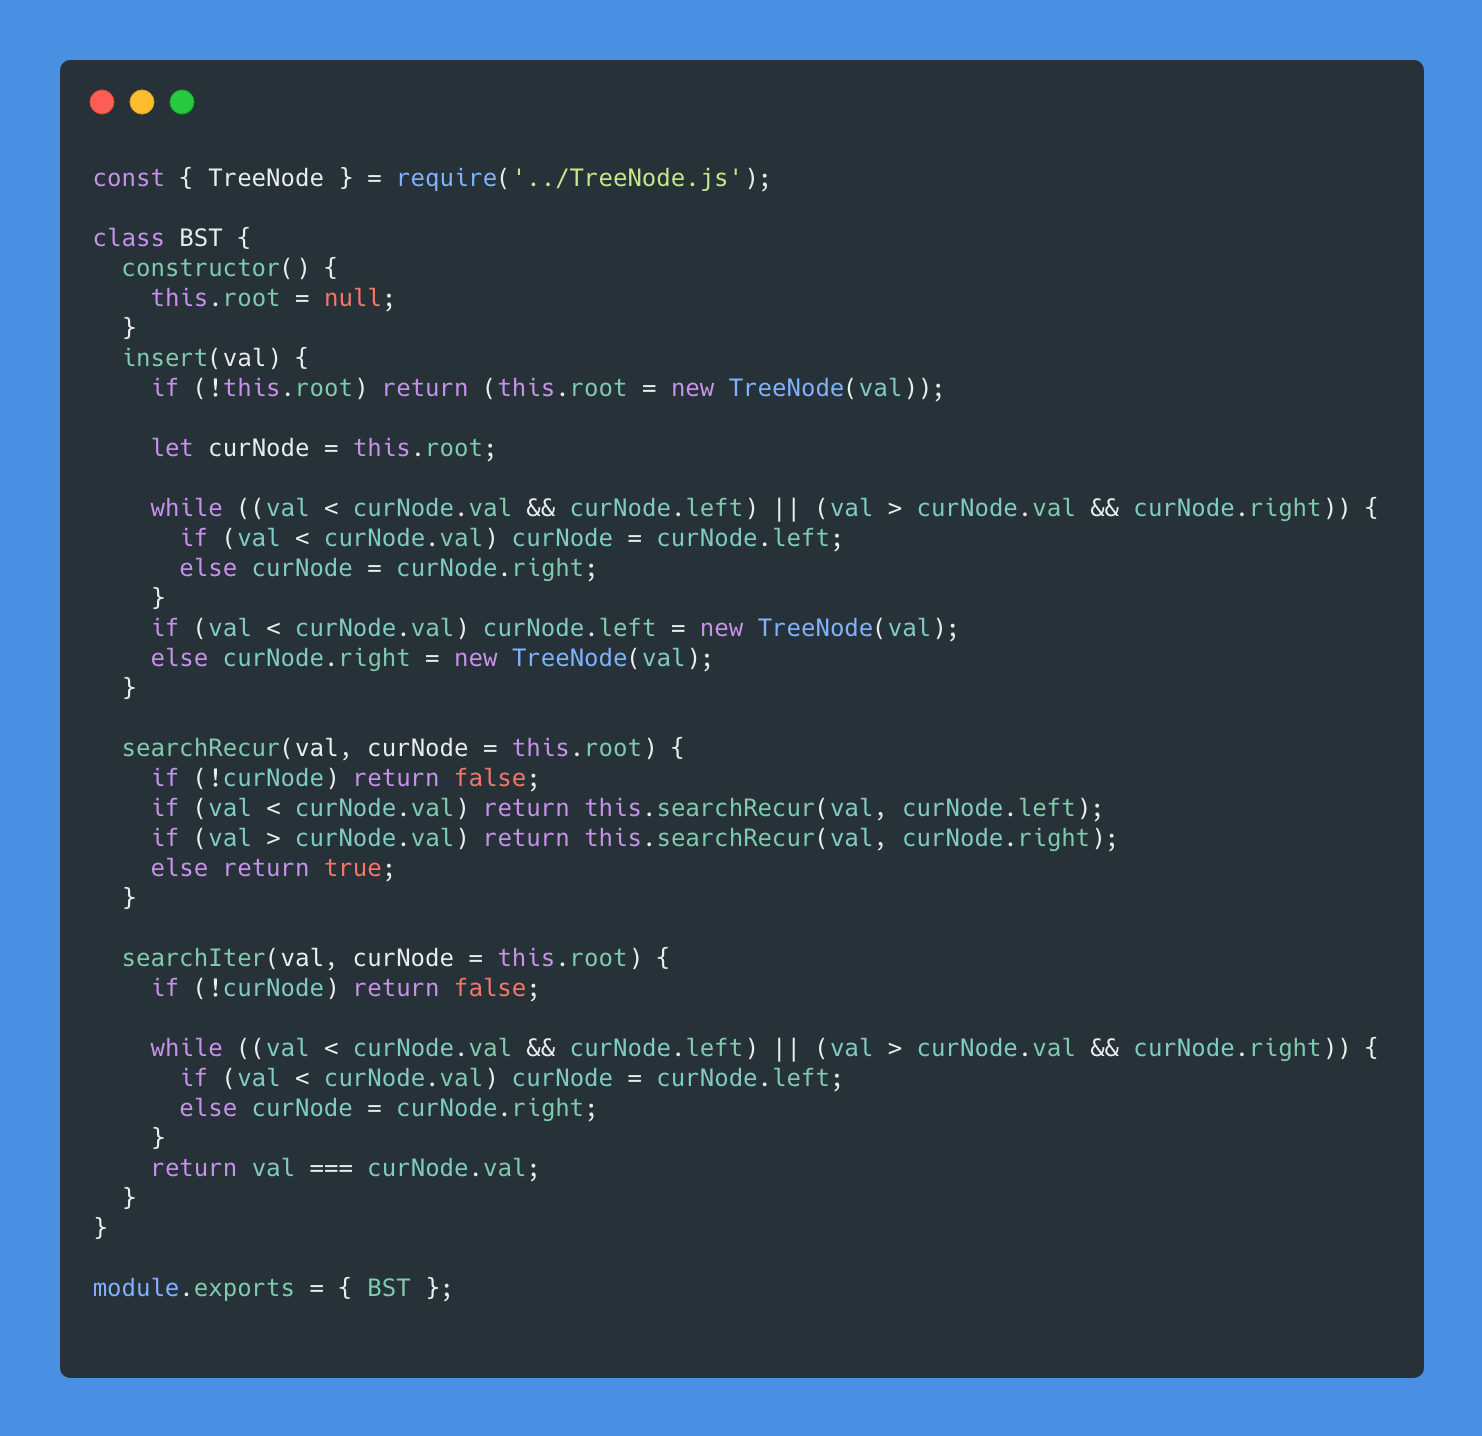 const { TreeNode } = require('../TreeNode.js');

class BST {
  constructor() {
    this.root = null;
  }
  insert(val) {
    if (!this.root) return (this.root = new TreeNode(val));

    let curNode = this.root;

    while ((val < curNode.val && curNode.left) || (val > curNode.val && curNode.right)) {
      if (val < curNode.val) curNode = curNode.left;
      else curNode = curNode.right;
    }
    if (val < curNode.val) curNode.left = new TreeNode(val);
    else curNode.right = new TreeNode(val);
  }

  searchRecur(val, curNode = this.root) {
    if (!curNode) return false;
    if (val < curNode.val) return this.searchRecur(val, curNode.left);
    if (val > curNode.val) return this.searchRecur(val, curNode.right);
    else return true;
  }

  searchIter(val, curNode = this.root) {
    if (!curNode) return false;

    while ((val < curNode.val && curNode.left) || (val > curNode.val && curNode.right)) {
      if (val < curNode.val) curNode = curNode.left;
      else curNode = curNode.right;
    }
    return val === curNode.val;
  }
}

module.exports = { BST };